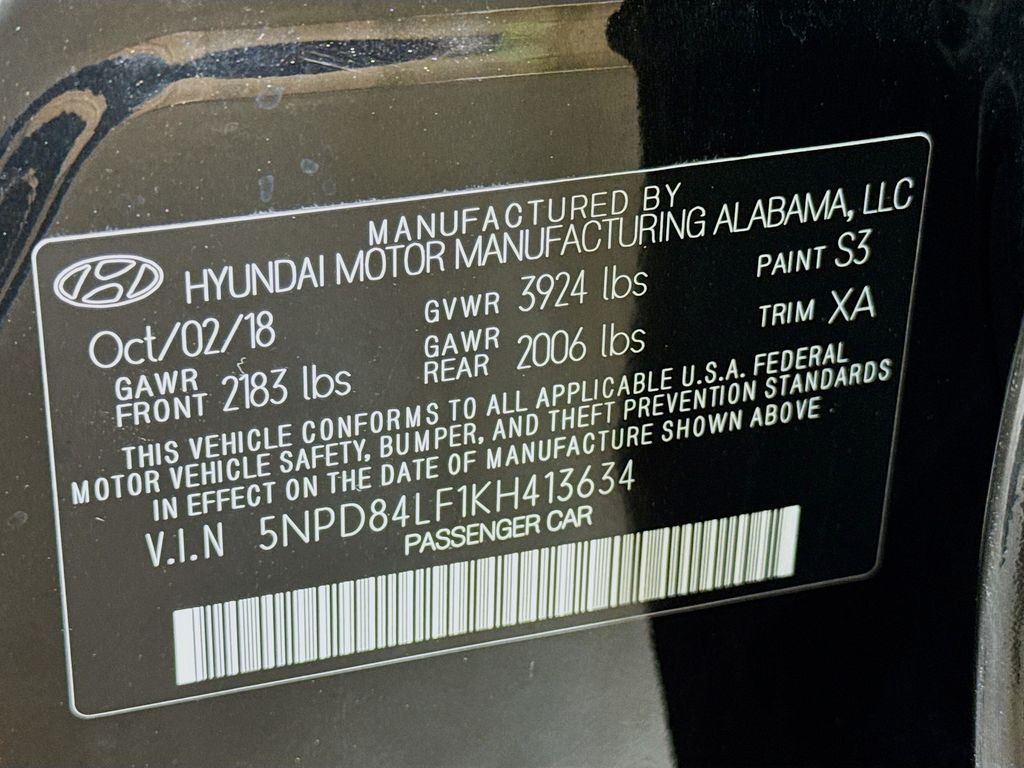 MANUFACTURED BY
HYUNDAI MOTOR MANUFACTURING ALABAMA, LLC
Oct/02/18 GVWR 3924 lbs PAINT S3
GAWR FRONT 2183 lbs GAWR REAR 2006 lbs TRIM XA
THIS VEHICLE CONFORMS TO ALL APPLICABLE U.S.A. FEDERAL
MOTOR VEHICLE SAFETY, BUMPER, AND THEFT PREVENTION STANDARDS
IN EFFECT ON THE DATE OF MANUFACTURE SHOWN ABOVE
V.I.N 5NPD84LF1KH413634
PASSENGER CAR